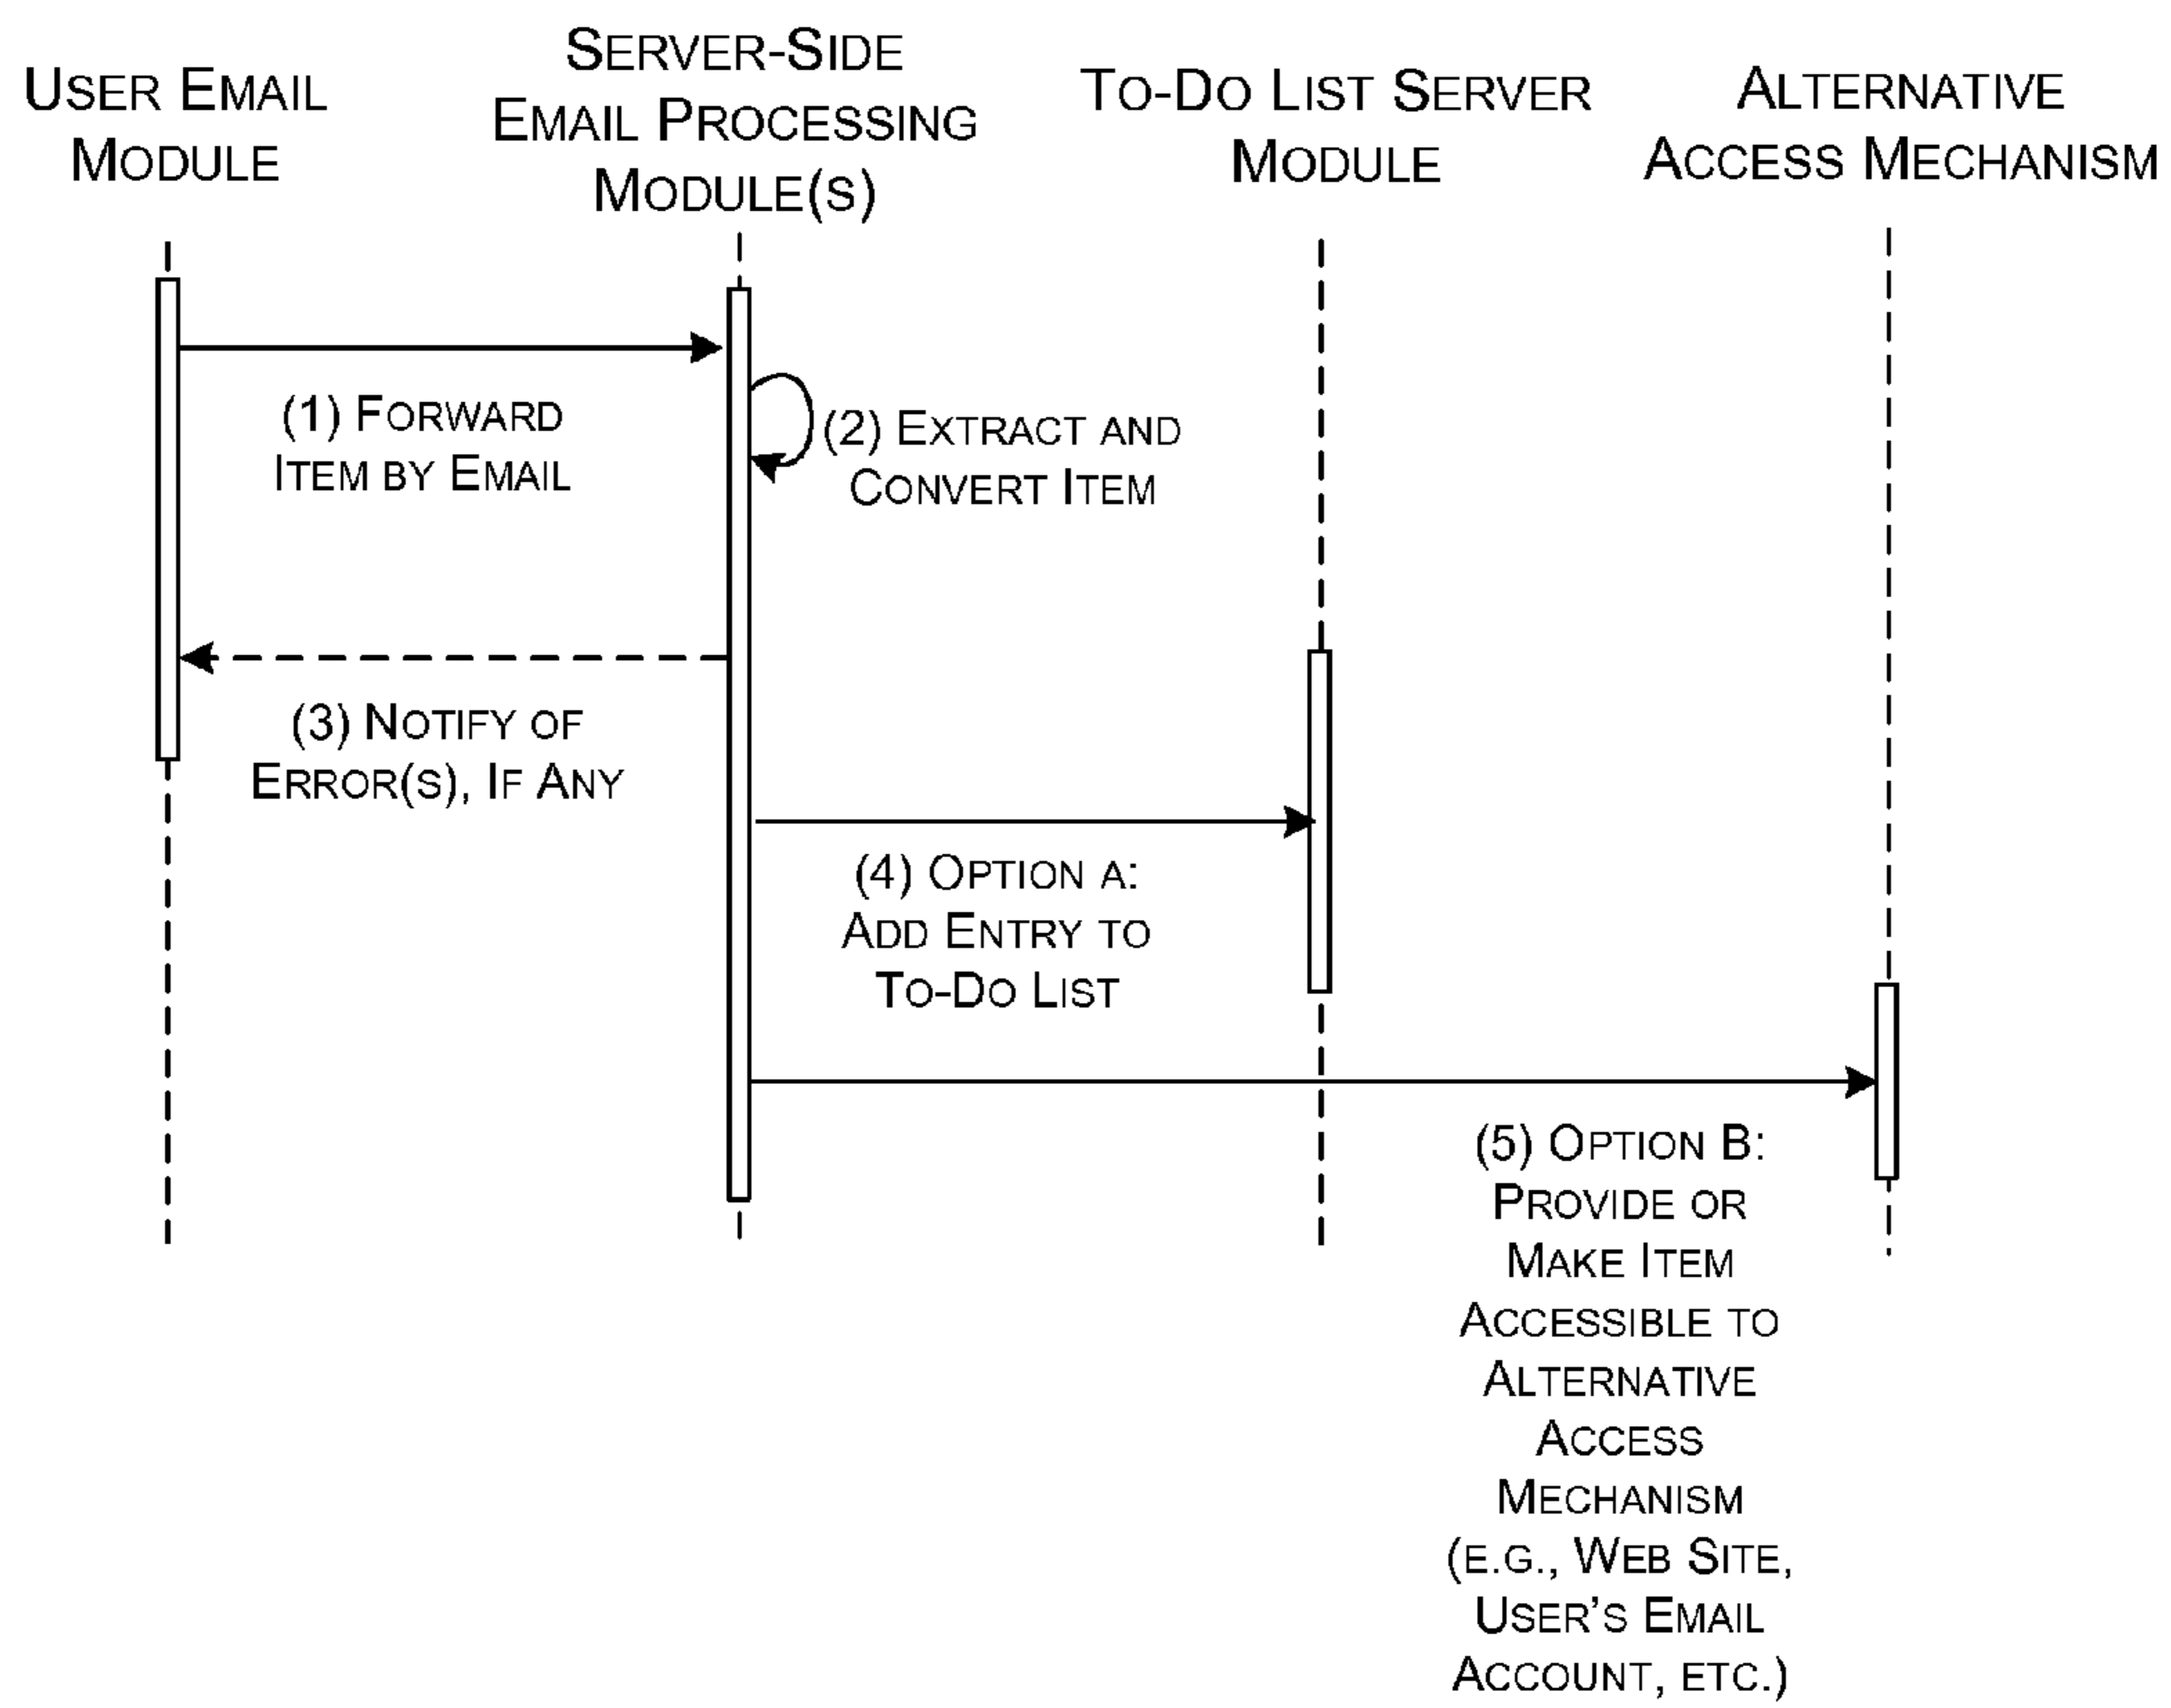 USER EMAIL
MODULE
SERVER-SIDE
EMAIL PROCESSING
MODULE(S)
TO-DO LIST SERVER
MODULE
ALTERNATIVE
ACCESS MECHANISM
(1) FORWARD
ITEM BY EMAIL
(2) EXTRACT AND
CONVERT ITEM
(3) NOTIFY OF
ERROR(S), IF ANY
(4) OPTION A:
ADD ENTRY TO
TO-DO LIST
(5) OPTION B:
PROVIDE OR
MAKE ITEM
ACCESSIBLE TO
ALTERNATIVE
ACCESS
MECHANISM
(E.G., WEB SITE,
USER'S EMAIL
ACCOUNT, ETC.)